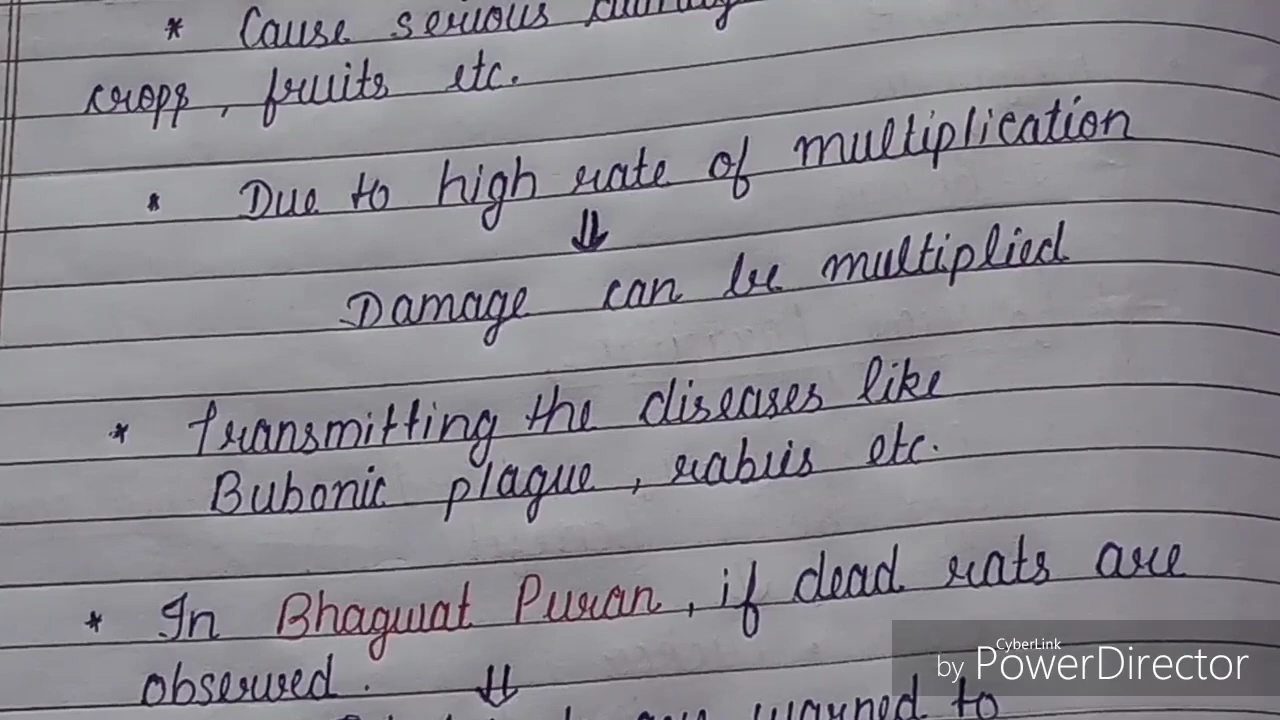 * Cause serious damage
crops, fruits etc.
* Due to high rate of multiplication
⇓
Damage can be multiplied
* transmitting the diseases like
Bubonic plague, rabies etc.
* In Bhagwat Puran, if dead rats are
observed.
⇓
warned to
CyberLink
by PowerDirector